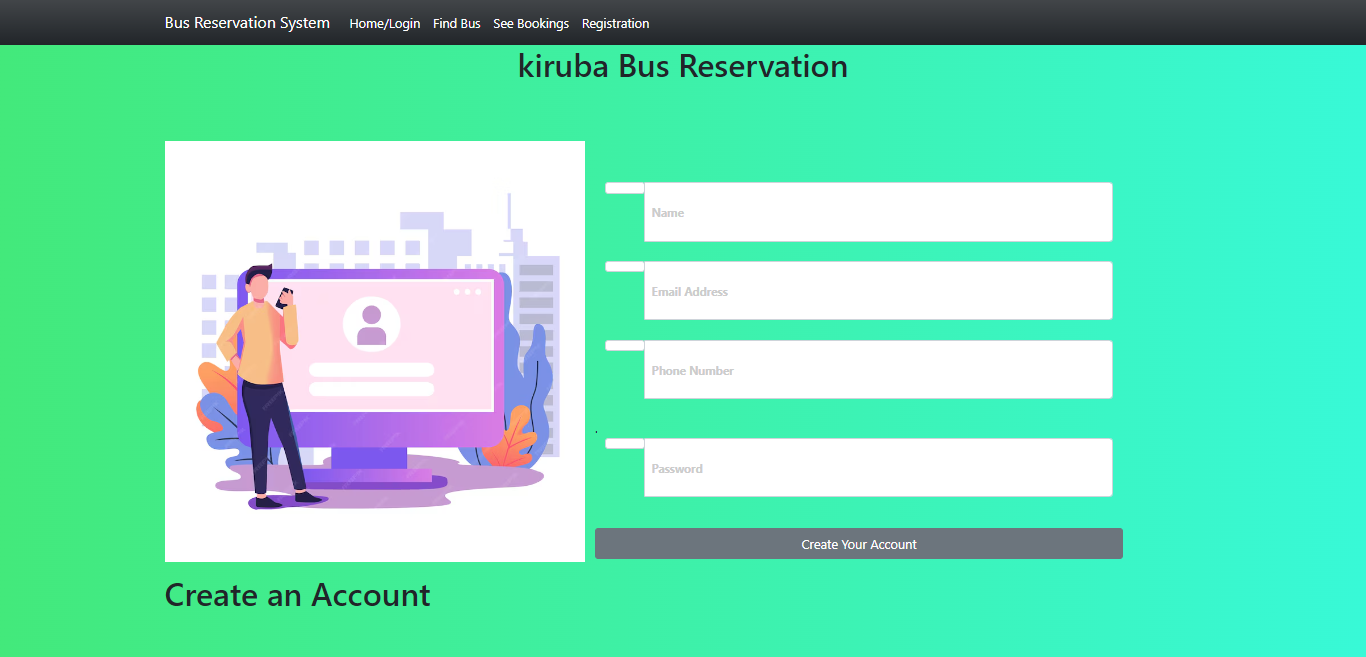 Bus Reservation System Home/Login Find Bus See Bookings Registration
kiruba Bus Reservation
Name
Email Address
Phone Number
Password
Create Your Account
Create an Account